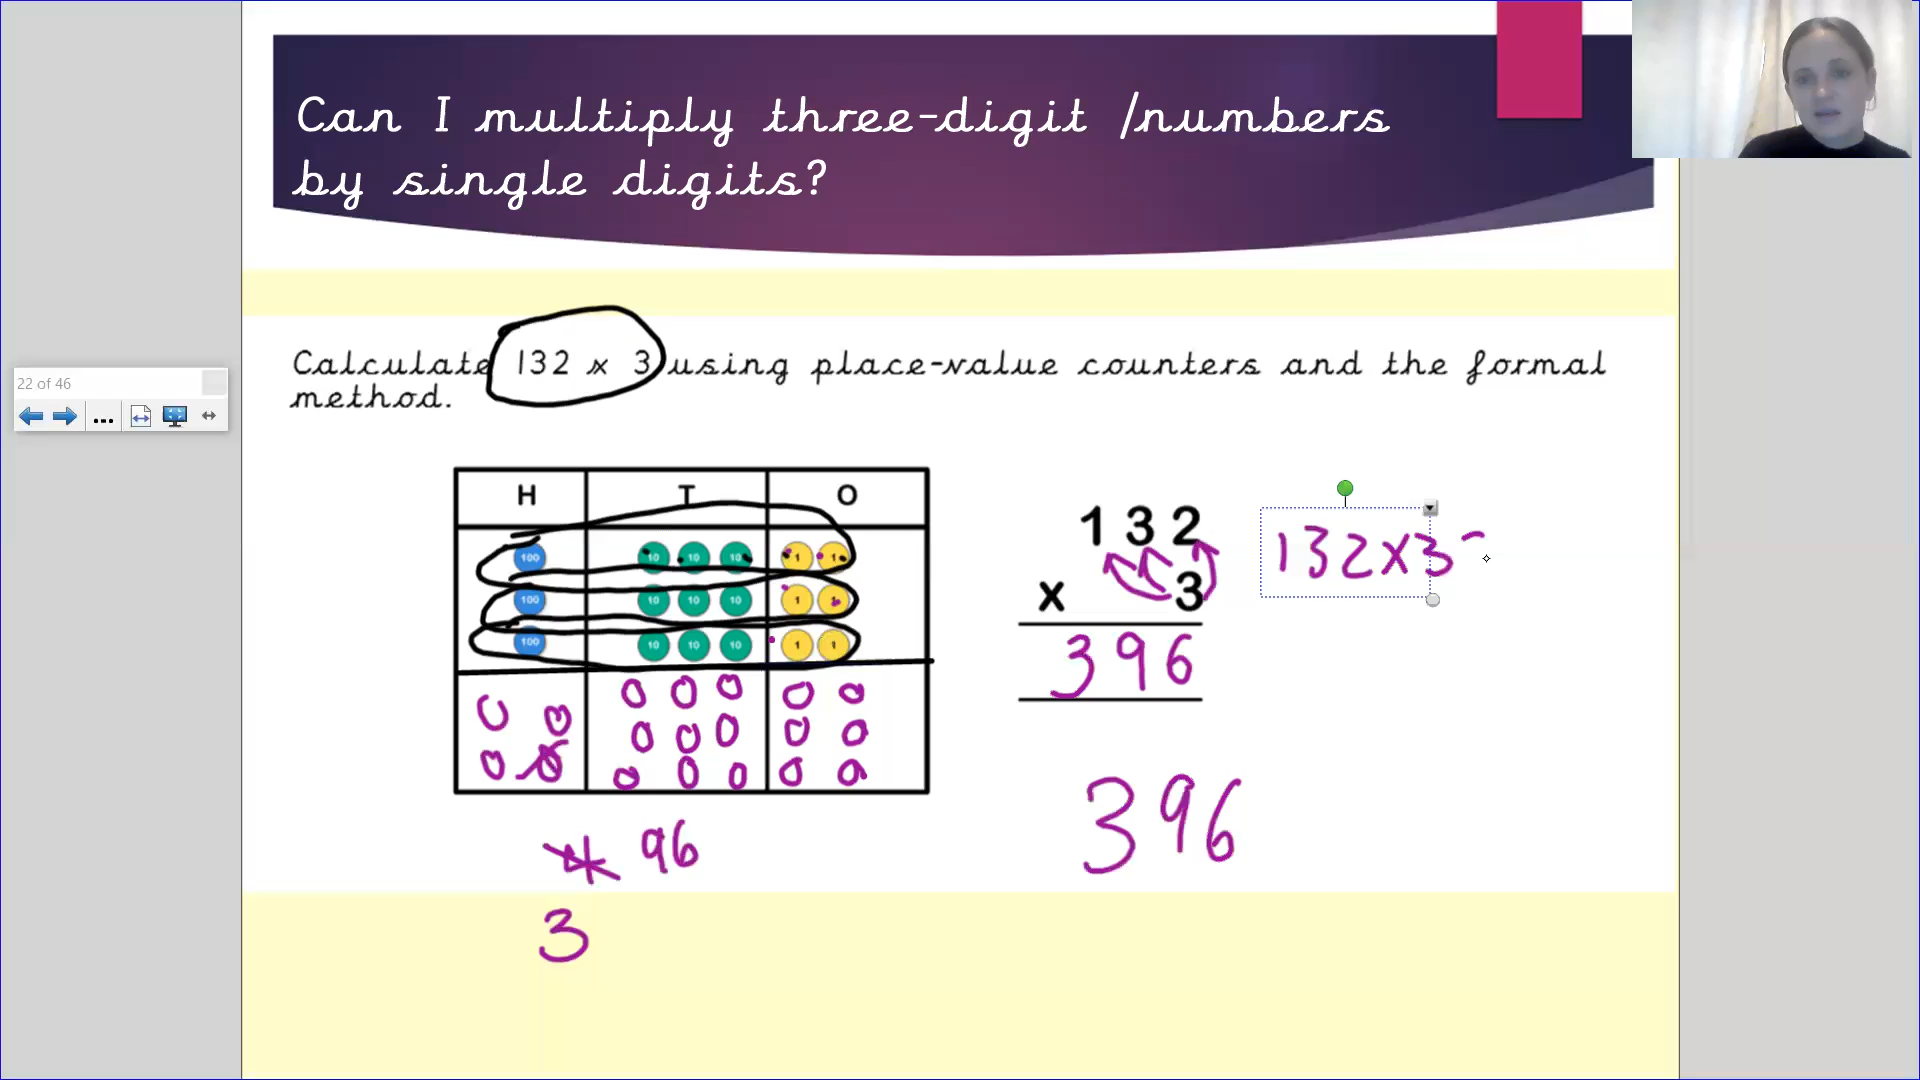 Can I multiply three-digit /numbers
by single digits?
Calculate 132 x 3 using place-value counters and the formal
method.
22 of 46
...
H T O
100 10 10 10 1 1
100 10 10 10 1 1
100 10 10 10 1 1
132
x 3
396
132x3
396
4 96
3